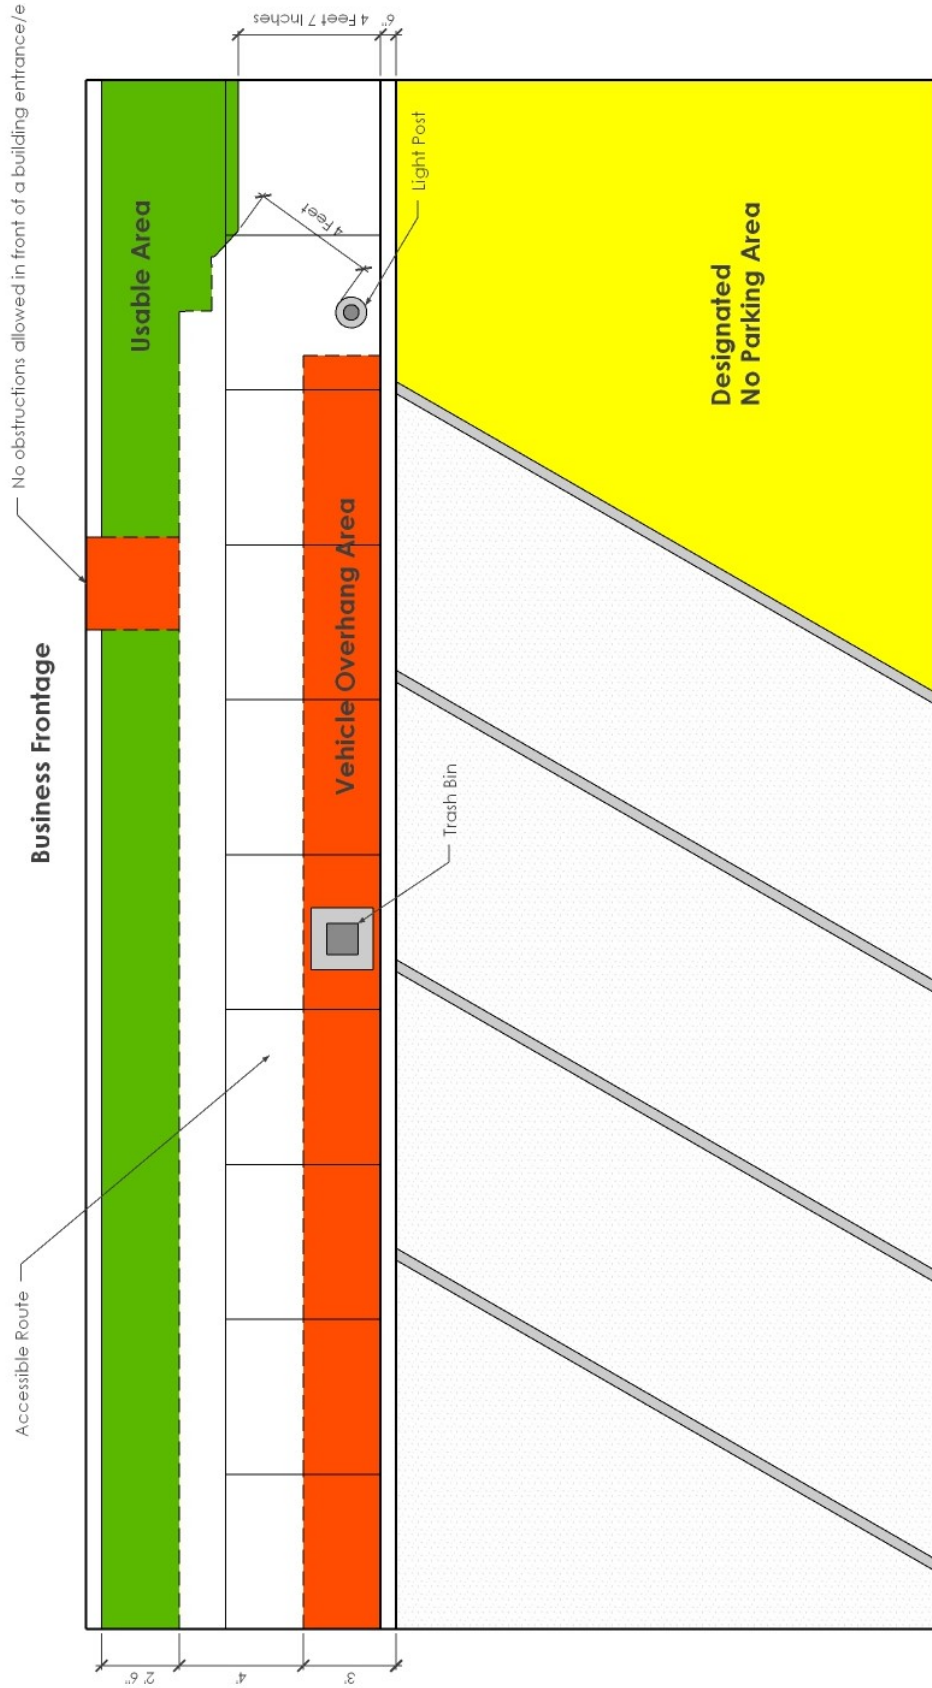 No obstructions allowed in front of a building entrance/e
4 Feet 7 Inches
6"
Light Post
4 Feet
Usable Area
Designated
No Parking Area
Business Frontage
Vehicle Overhang Area
Trash Bin
Accessible Route
2' 6"
4'
3'